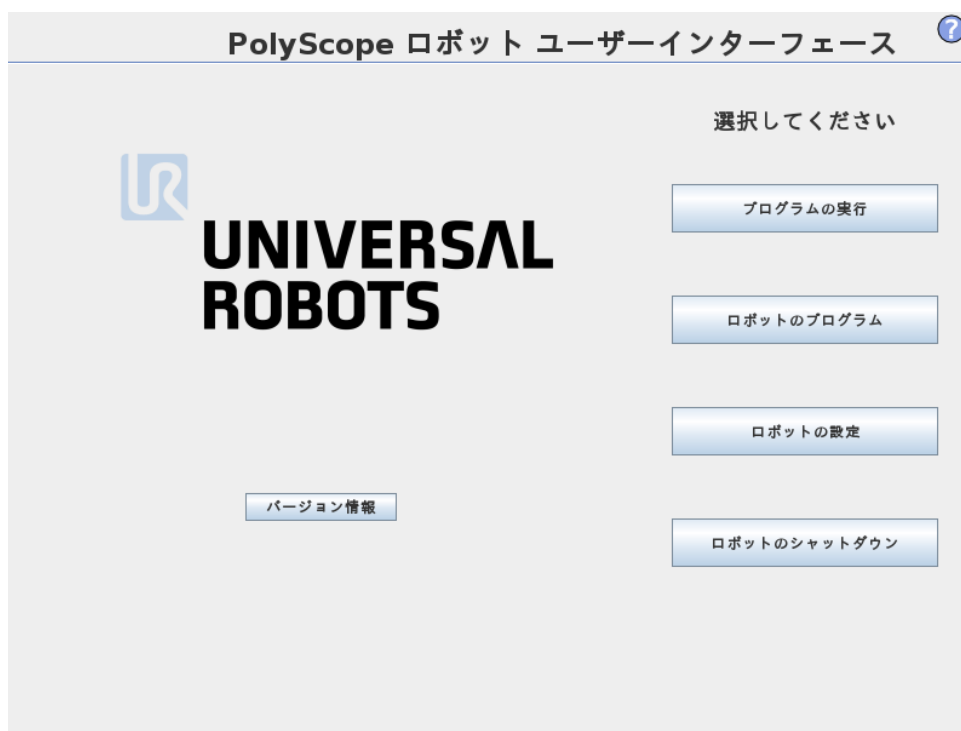 PolyScope ロボット ユーザーインターフェース
?
選択してください
UR
UNIVERSAL
ROBOTS
プログラムの実行
ロボットのプログラム
ロボットの設定
バージョン情報
ロボットのシャットダウン